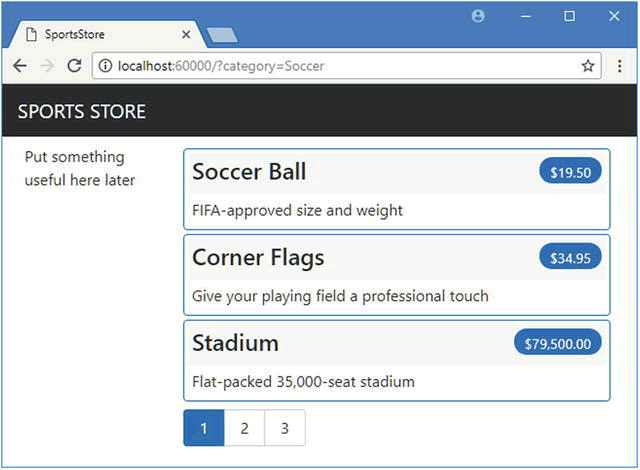 SportsStore
localhost:60000/?category=Soccer
SPORTS STORE
Put something
useful here later
Soccer Ball
$19.50
FIFA-approved size and weight
Corner Flags
$34.95
Give your playing field a professional touch
Stadium
$79,500.00
Flat-packed 35,000-seat stadium
1 2 3